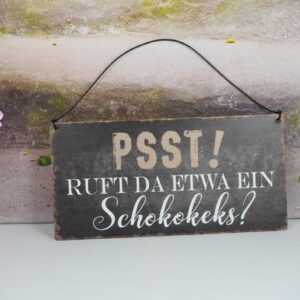 PSST!
RUFT DA ETWA EIN
Schokokeks?